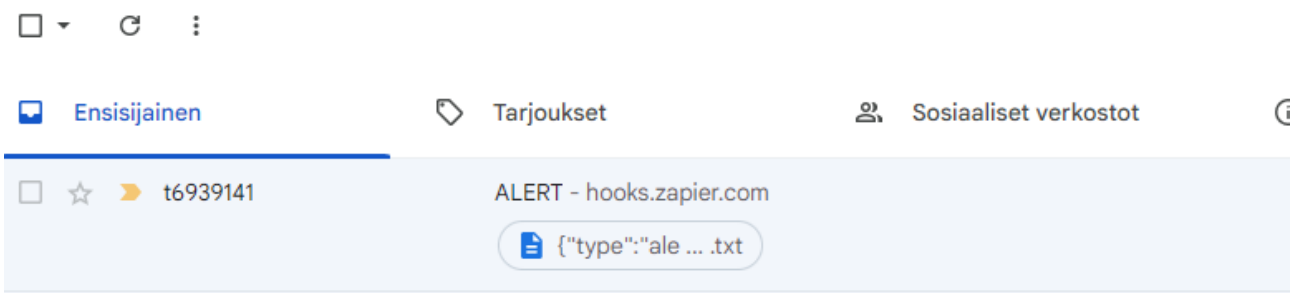 Ensisijainen
Tarjoukset
Sosiaaliset verkostot
t6939141
ALERT - hooks.zapier.com
{"type":"ale ... .txt